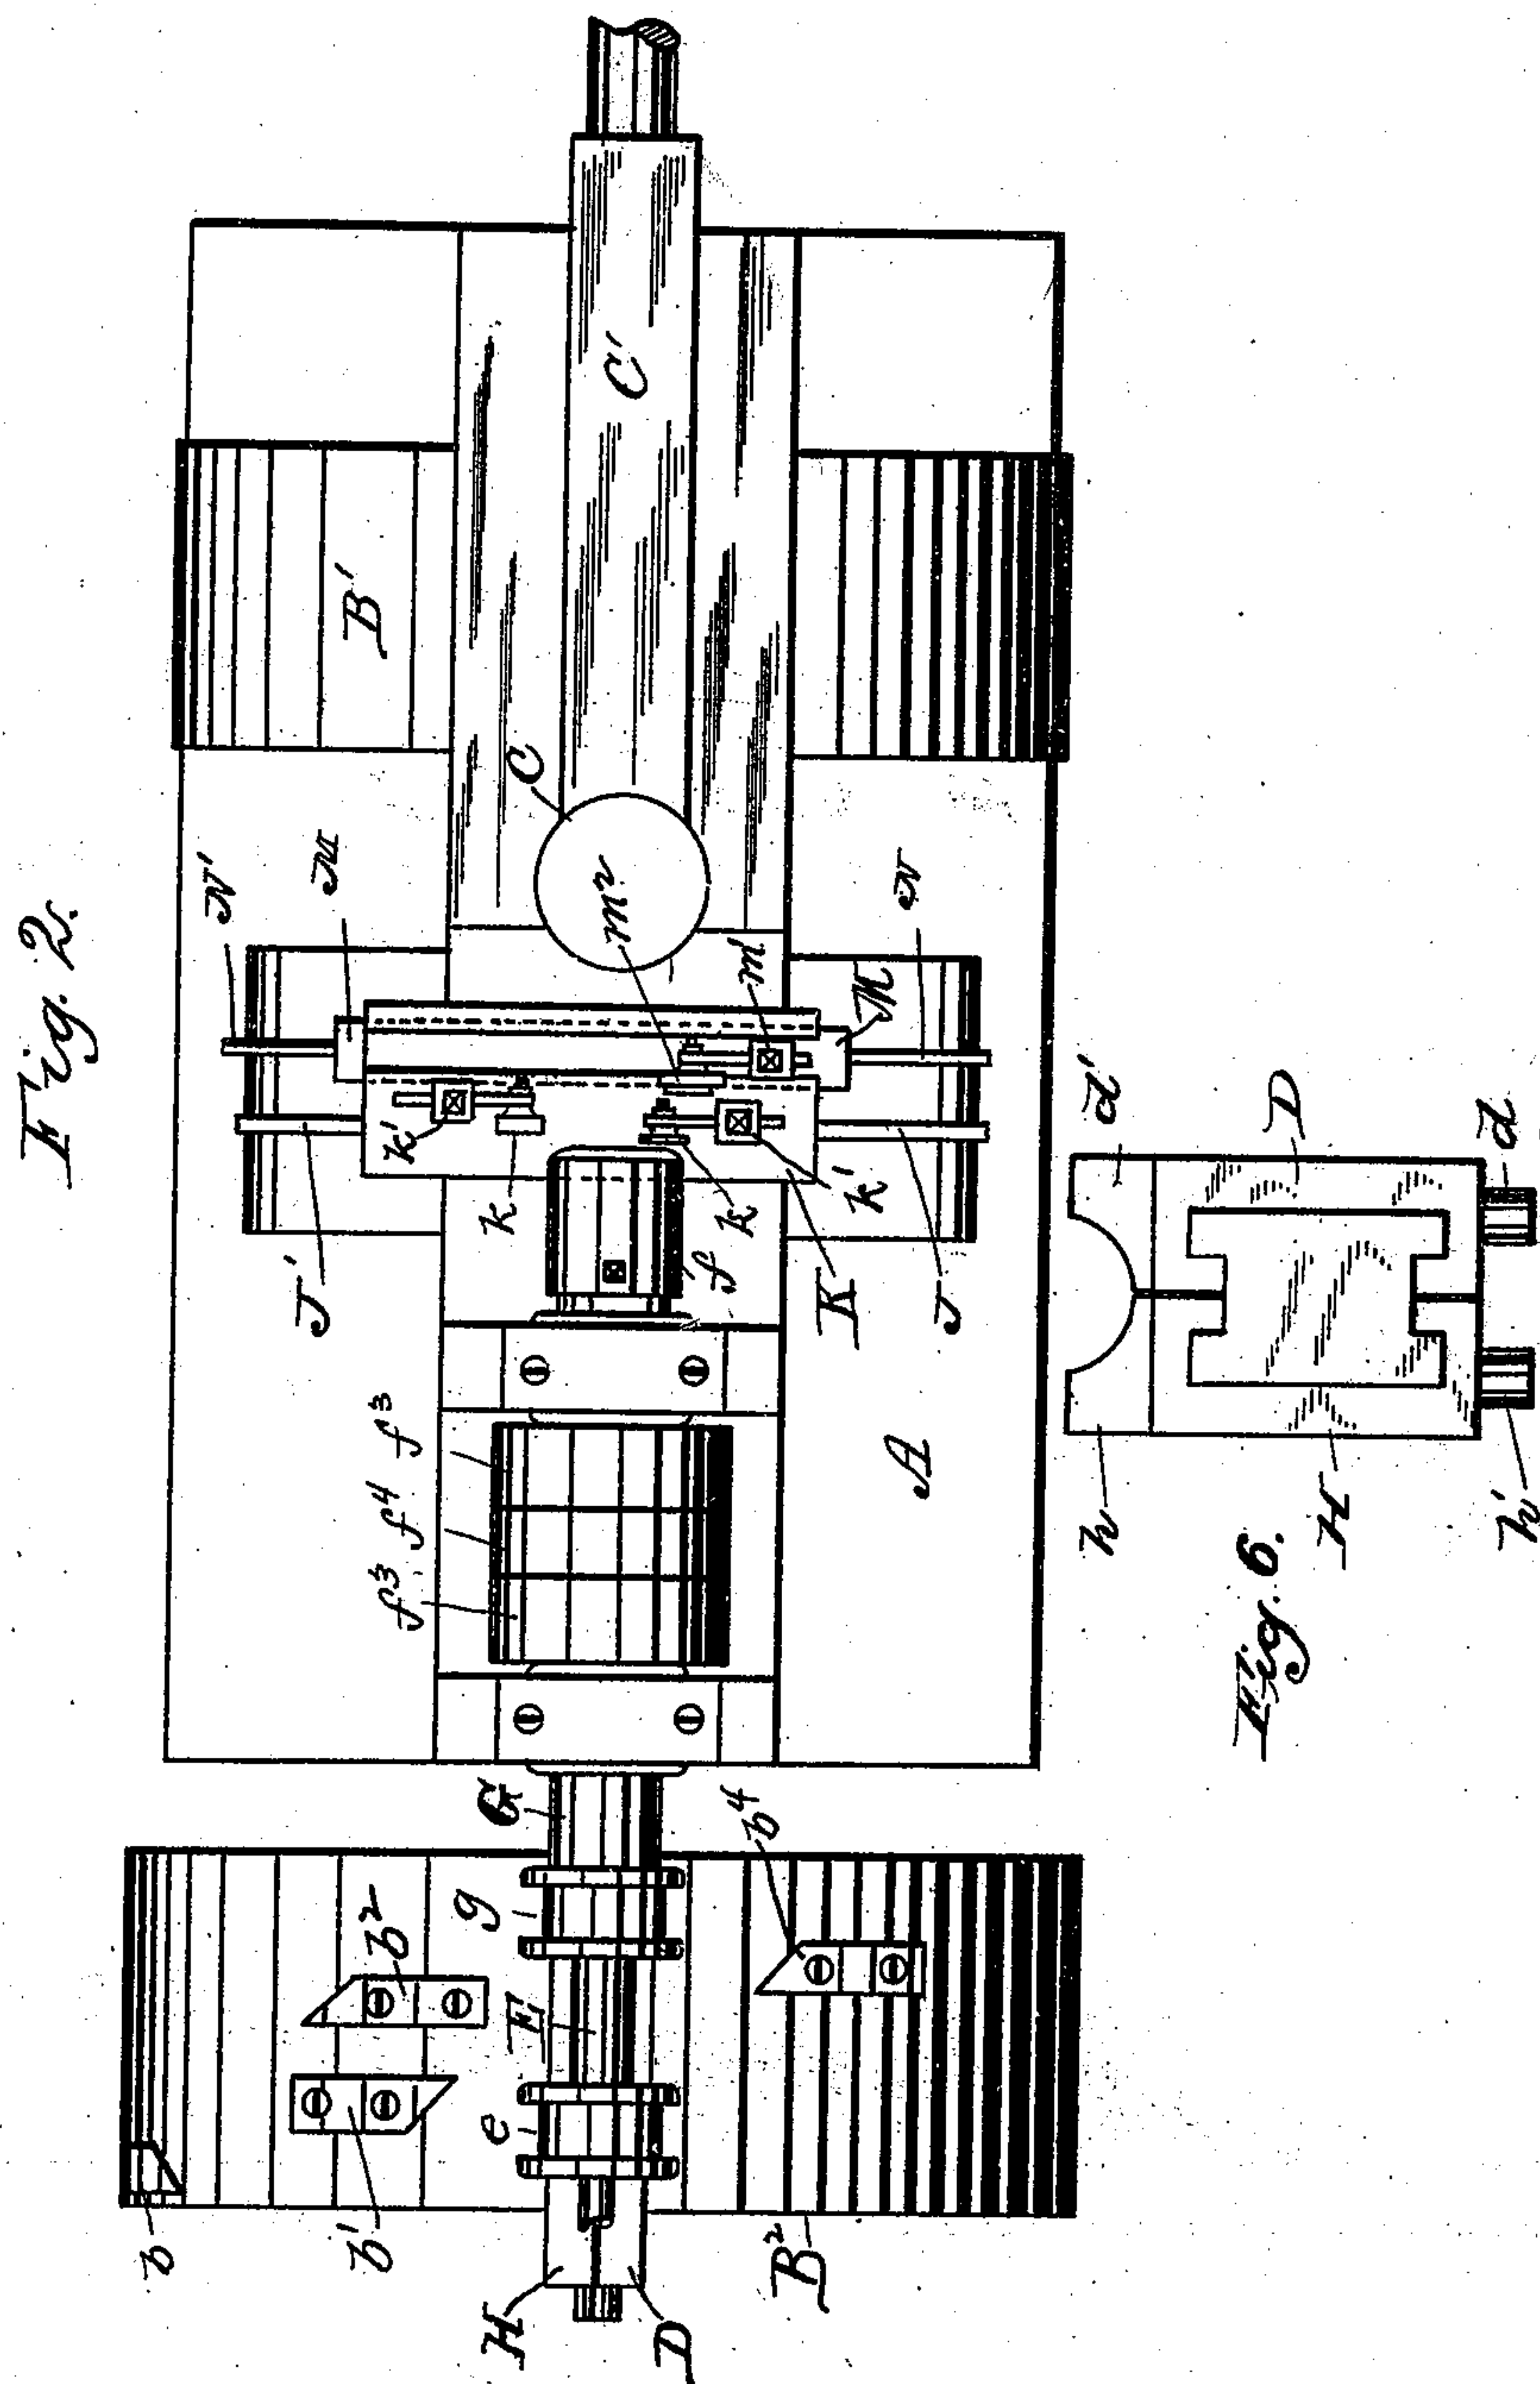 Fig. 2.
N'
M
J'
B'
C'
C
m²
m'
N
M
k'
k
k
k'
f'
K
J
f³
f⁴
f³
A
G
g
b²
b⁴
E
e
b'
b
H
D
B²
Fig. 6.
d'
D
d
h
H
h'